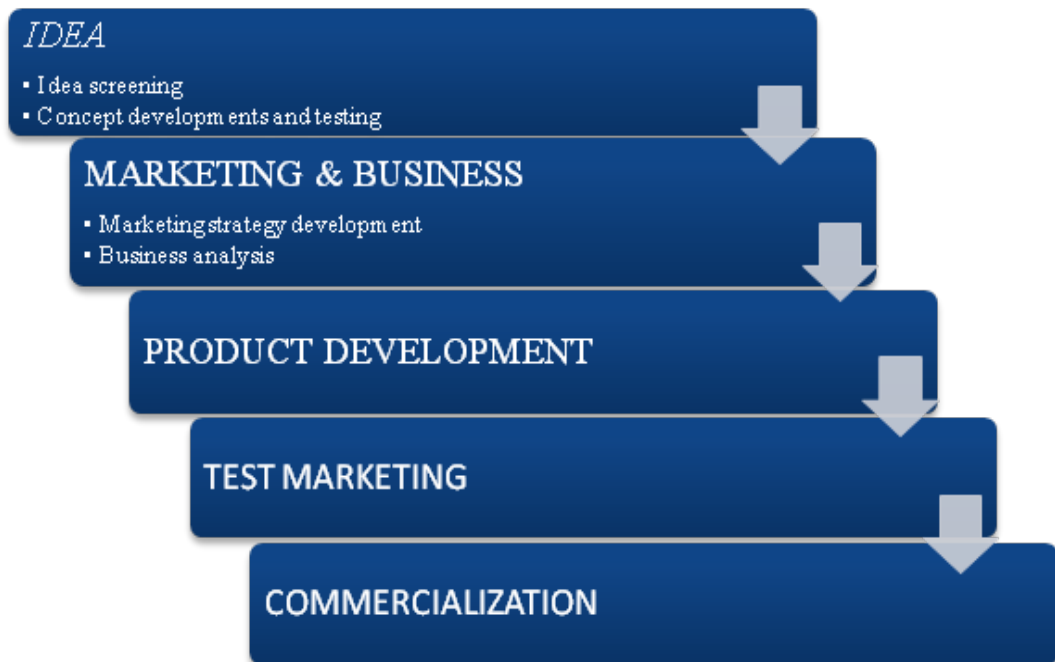 IDEA
▪ Idea screening
▪ Concept developments and testing
MARKETING & BUSINESS
▪ Marketing strategy development
▪ Business analysis
PRODUCT DEVELOPMENT
TEST MARKETING
COMMERCIALIZATION